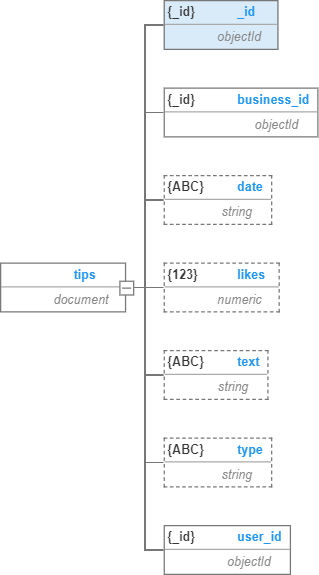 {_id} _id
objectId
{_id} business_id
objectId
{ABC} date
string
tips
document
{123} likes
numeric
{ABC} text
string
{ABC} type
string
{_id} user_id
objectId